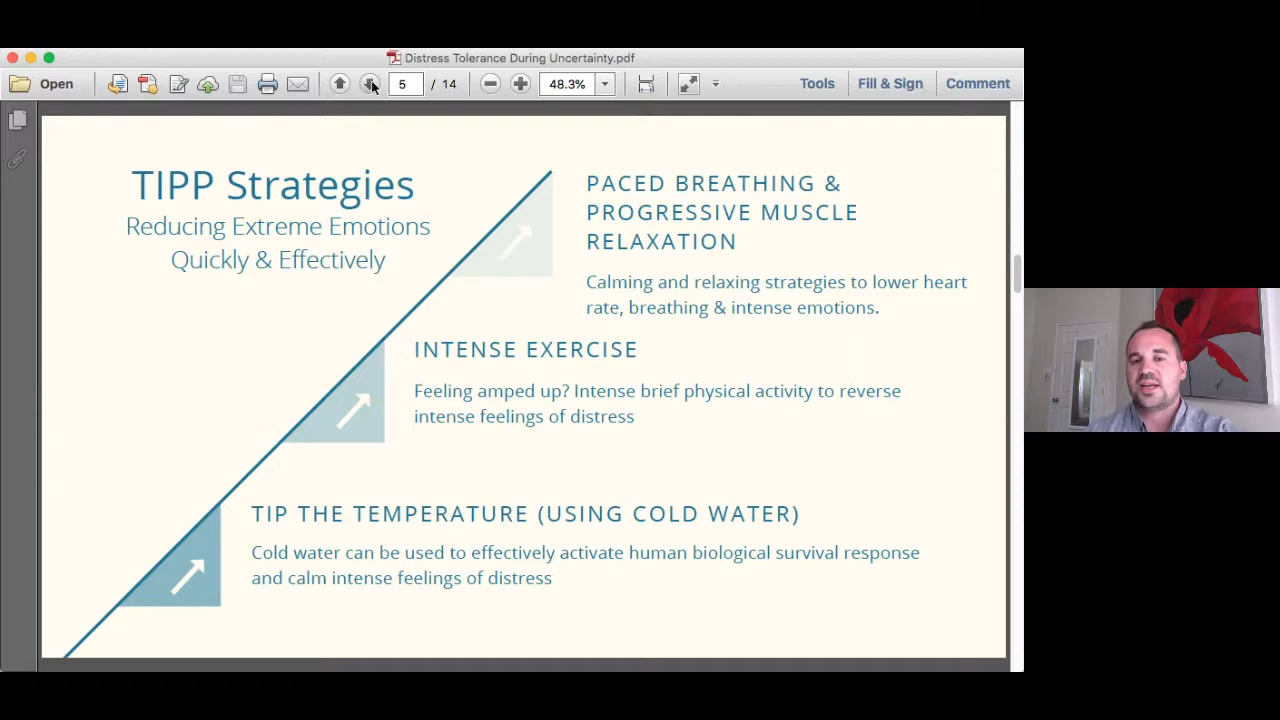 Distress Tolerance During Uncertainty.pdf
Open
5 / 14
48.3%
Tools
Fill & Sign
Comment
TIPP Strategies
Reducing Extreme Emotions
Quickly & Effectively
PACED BREATHING &
PROGRESSIVE MUSCLE
RELAXATION
Calming and relaxing strategies to lower heart
rate, breathing & intense emotions.
INTENSE EXERCISE
Feeling amped up? Intense brief physical activity to reverse
intense feelings of distress
TIP THE TEMPERATURE (USING COLD WATER)
Cold water can be used to effectively activate human biological survival response
and calm intense feelings of distress